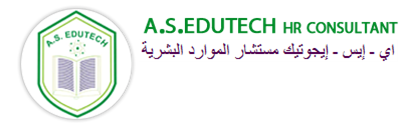 A.S. EDUTECH
A.S.EDUTECH HR CONSULTANT
اي - إيس - إيجوتيك مستشار الموارد البشرية